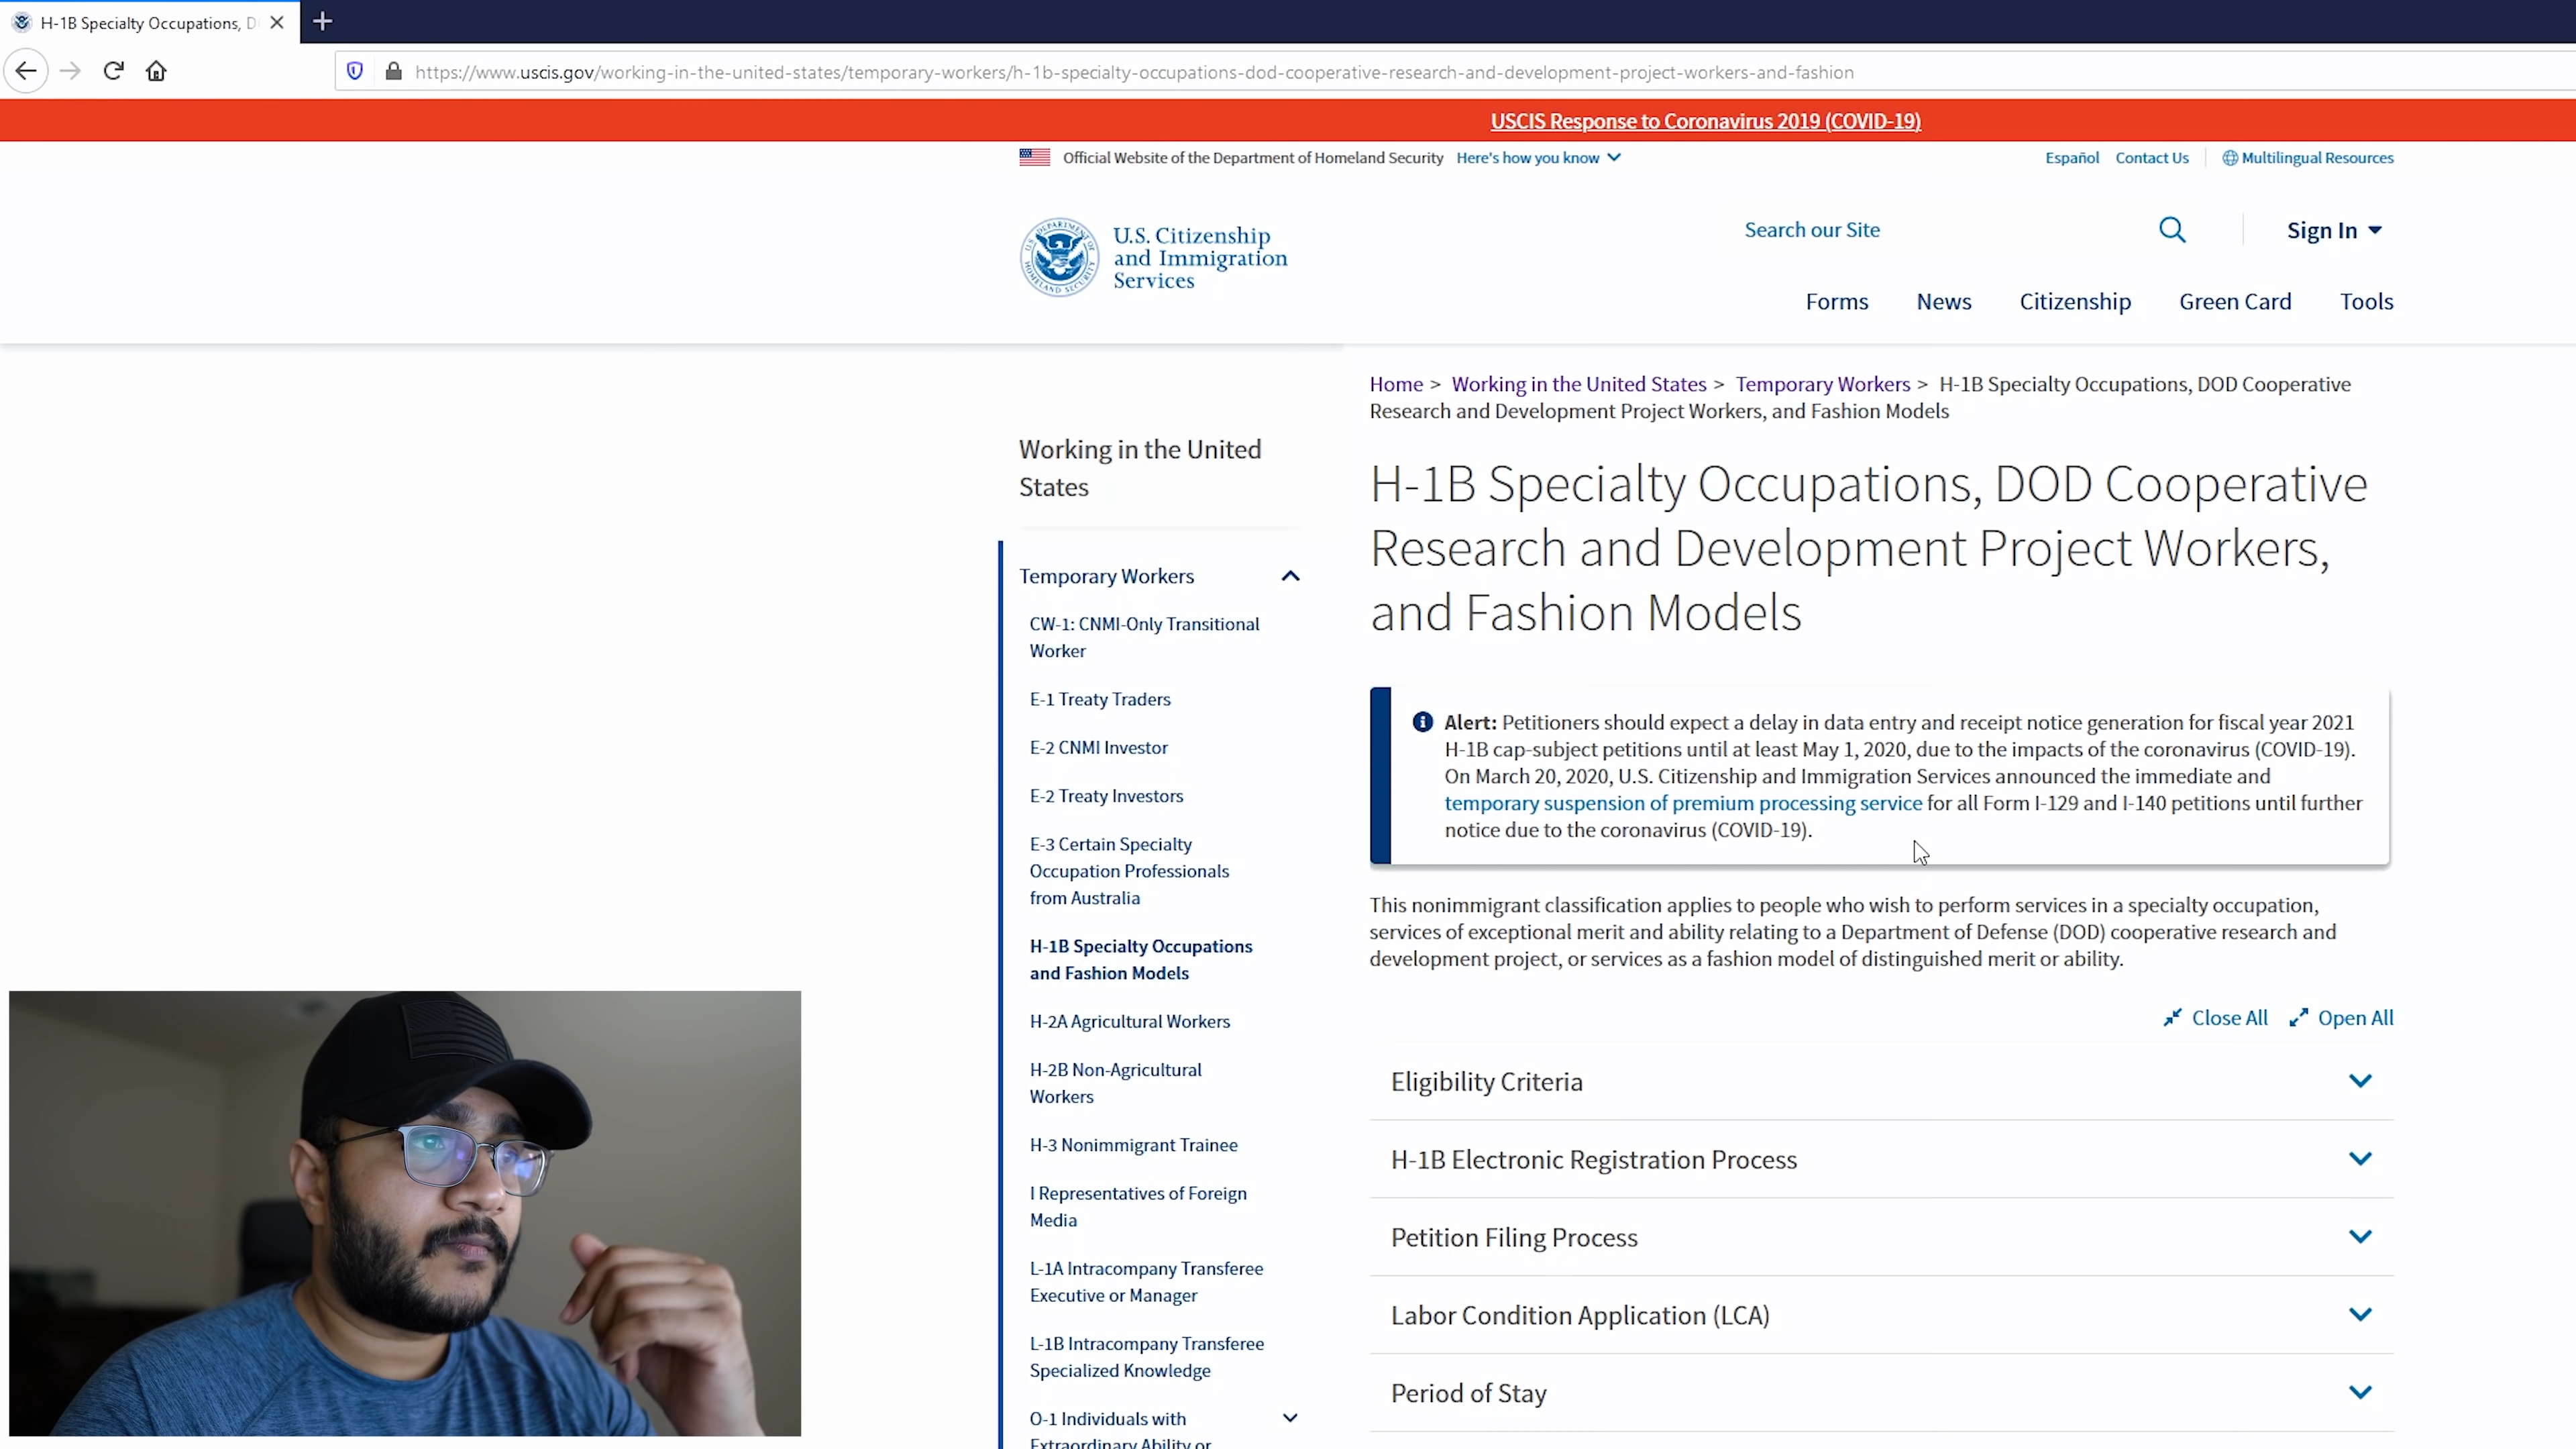 H-1B Specialty Occupations, D
https://www.uscis.gov/working-in-the-united-states/temporary-workers/h-1b-specialty-occupations-dod-cooperative-research-and-development-project-workers-and-fashion
USCIS Response to Coronavirus 2019 (COVID-19)
Official Website of the Department of Homeland Security Here's how you know
Español Contact Us Multilingual Resources
U.S. Citizenship
and Immigration
Services
Search our Site
Sign In
Forms News Citizenship Green Card Tools
Home > Working in the United States > Temporary Workers > H-1B Specialty Occupations, DOD Cooperative
Research and Development Project Workers, and Fashion Models
Working in the United
States
Temporary Workers
CW-1: CNMI-Only Transitional
Worker
E-1 Treaty Traders
E-2 CNMI Investor
E-2 Treaty Investors
E-3 Certain Specialty
Occupation Professionals
from Australia
H-1B Specialty Occupations
and Fashion Models
H-2A Agricultural Workers
H-2B Non-Agricultural
Workers
H-3 Nonimmigrant Trainee
I Representatives of Foreign
Media
L-1A Intracompany Transferee
Executive or Manager
L-1B Intracompany Transferee
Specialized Knowledge
O-1 Individuals with
Extraordinary Ability or
H-1B Specialty Occupations, DOD Cooperative
Research and Development Project Workers,
and Fashion Models
Alert: Petitioners should expect a delay in data entry and receipt notice generation for fiscal year 2021
H-1B cap-subject petitions until at least May 1, 2020, due to the impacts of the coronavirus (COVID-19).
On March 20, 2020, U.S. Citizenship and Immigration Services announced the immediate and
temporary suspension of premium processing service for all Form I-129 and I-140 petitions until further
notice due to the coronavirus (COVID-19).
This nonimmigrant classification applies to people who wish to perform services in a specialty occupation,
services of exceptional merit and ability relating to a Department of Defense (DOD) cooperative research and
development project, or services as a fashion model of distinguished merit or ability.
Close All Open All
Eligibility Criteria
H-1B Electronic Registration Process
Petition Filing Process
Labor Condition Application (LCA)
Period of Stay